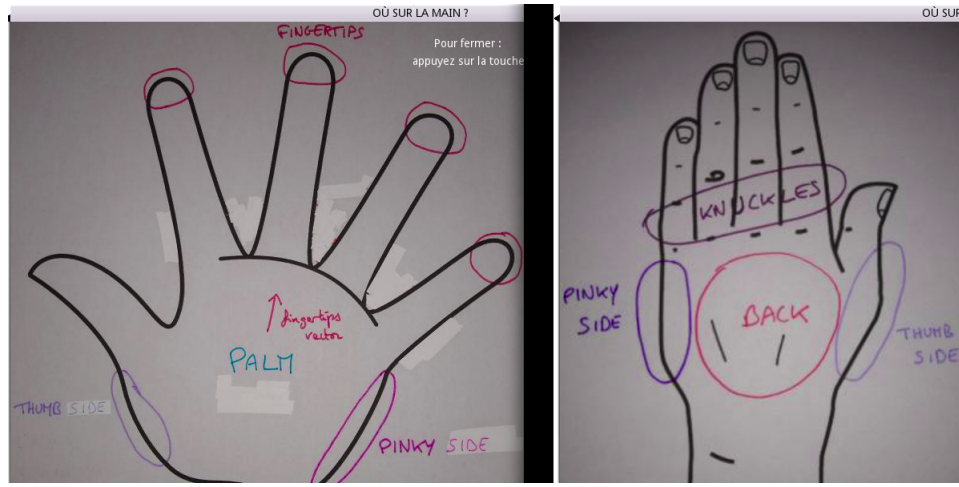 OÙ SUR LA MAIN ?
FINGERTIPS
Pour fermer :
appuyez sur la touche
fingertips
vector
PALM
THUMB SIDE
PINKY SIDE
OÙ SUR
KNUCKLES
PINKY
SIDE
BACK
THUMB
SIDE